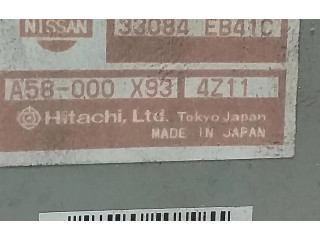 NISSAN 33084 EB41C
A58-000 X93 4Z11
Hitachi, Ltd. Tokyo Japan
MADE IN JAPAN